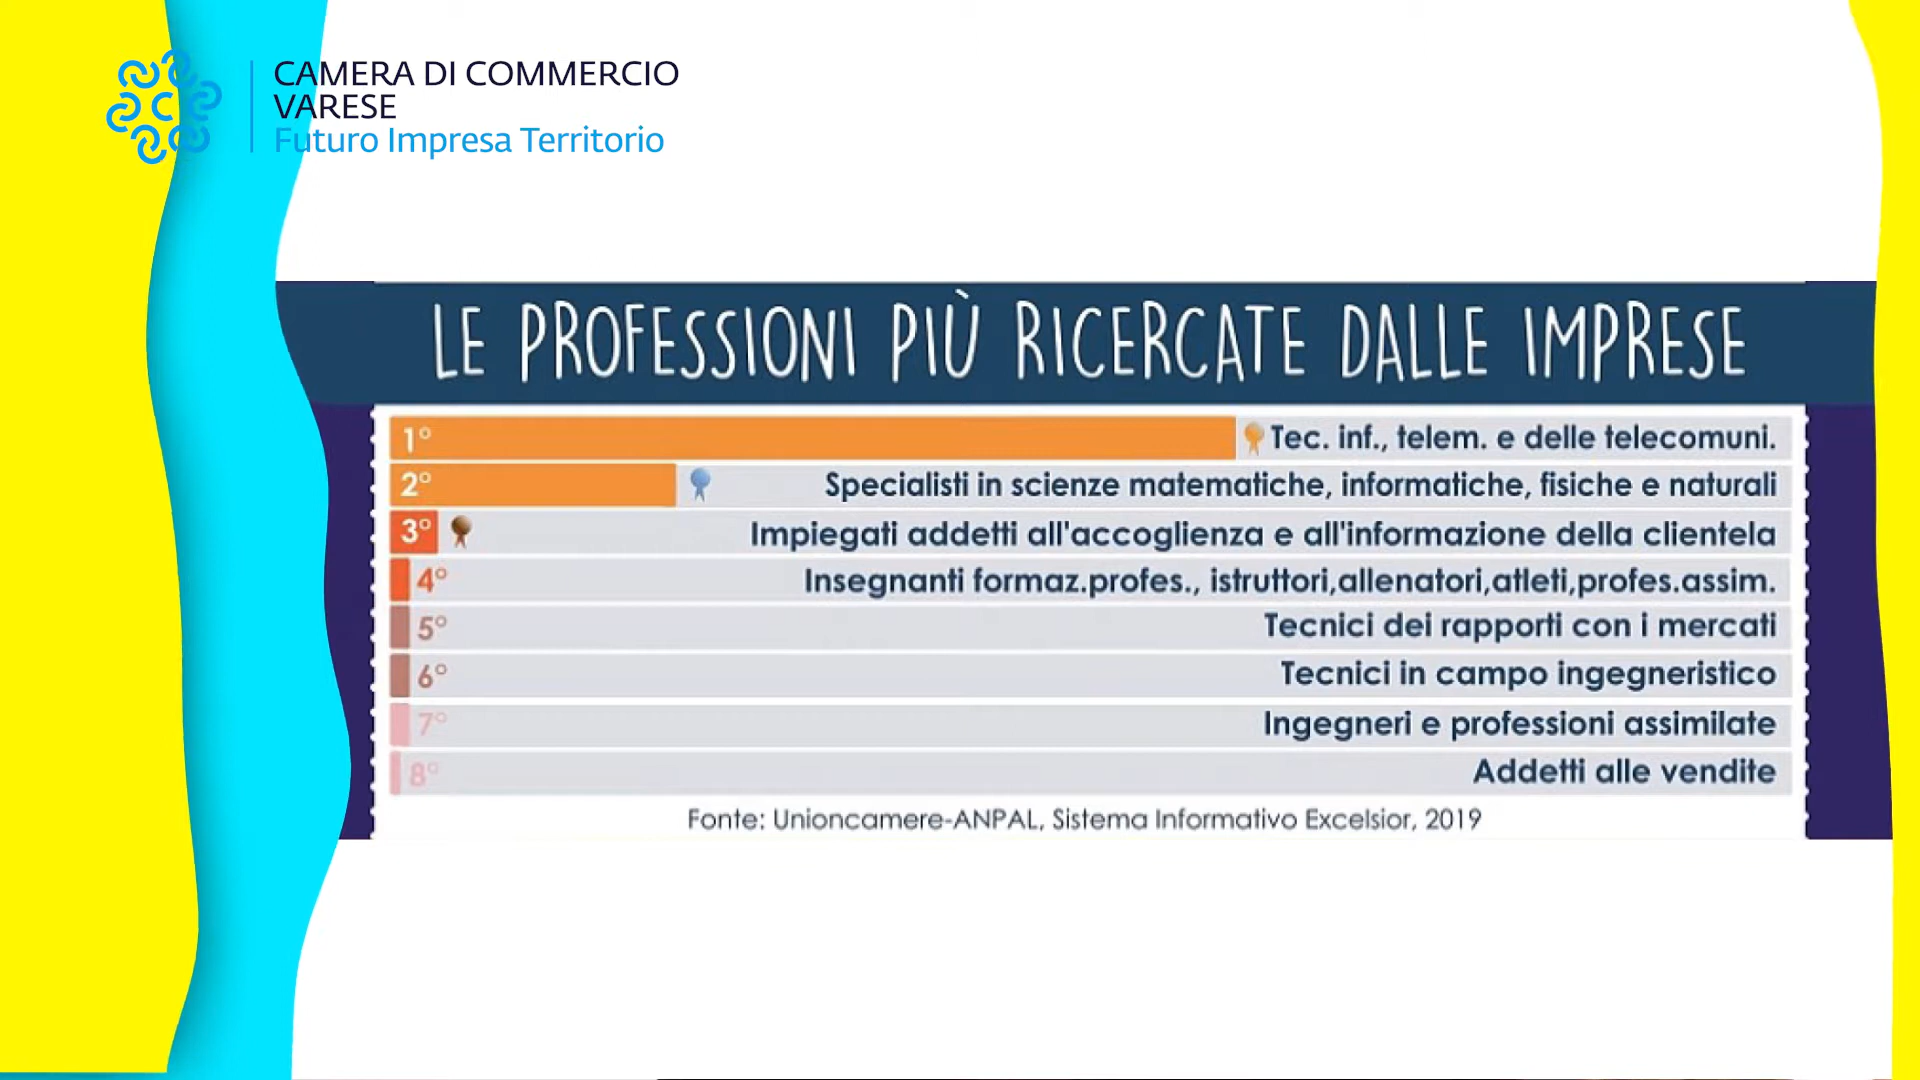 CAMERA DI COMMERCIO
VARESE
Futuro Impresa Territorio
LE PROFESSIONI PIÙ RICERCATE DALLE IMPRESE
1° Tec. inf., telem. e delle telecomuni.
2° Specialisti in scienze matematiche, informatiche, fisiche e naturali
3° Impiegati addetti all'accoglienza e all'informazione della clientela
4° Insegnanti formaz.profes., istruttori,allenatori,atleti,profes.assim.
5° Tecnici dei rapporti con i mercati
6° Tecnici in campo ingegneristico
7° Ingegneri e professioni assimilate
8° Addetti alle vendite
Fonte: Unioncamere-ANPAL, Sistema Informativo Excelsior, 2019